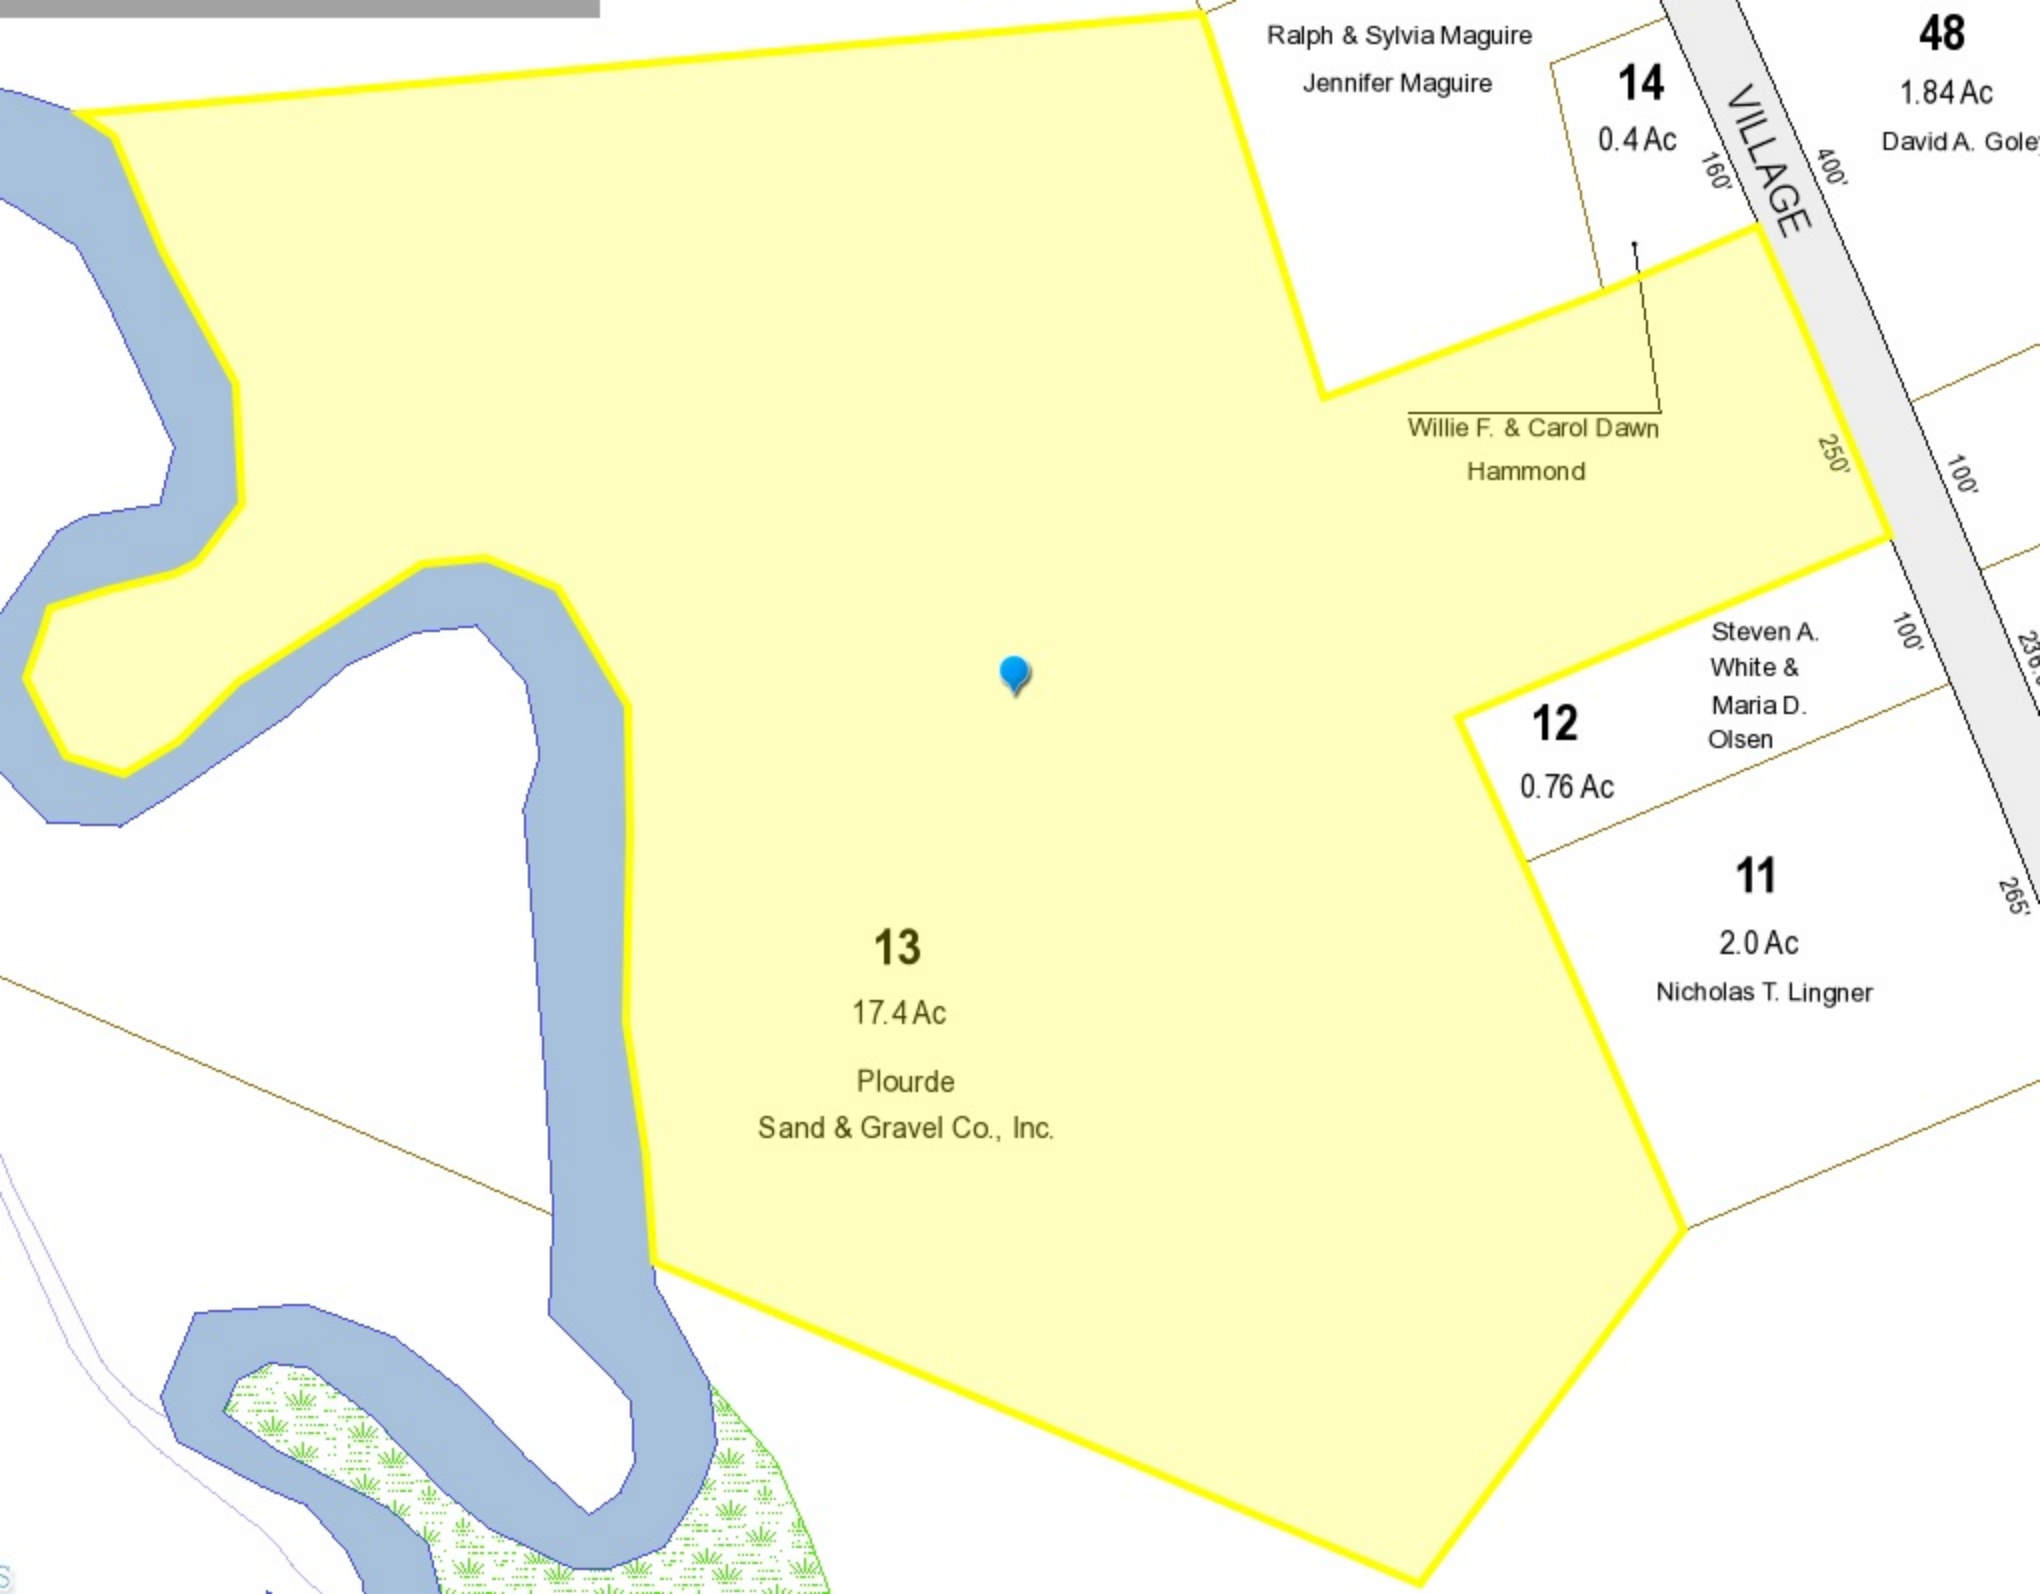 Ralph & Sylvia Maguire
Jennifer Maguire
14
0.4 Ac
160'
VILLAGE
400'
48
1.84 Ac
David A.
Willie F. & Carol Dawn
Hammond
250'
100'
100'
Steven A.
White &
Maria D.
Olsen
12
0.76 Ac
11
2.0 Ac
Nicholas T. Lingner
265'
13
17.4 Ac
Plourde
Sand & Gravel Co., Inc.